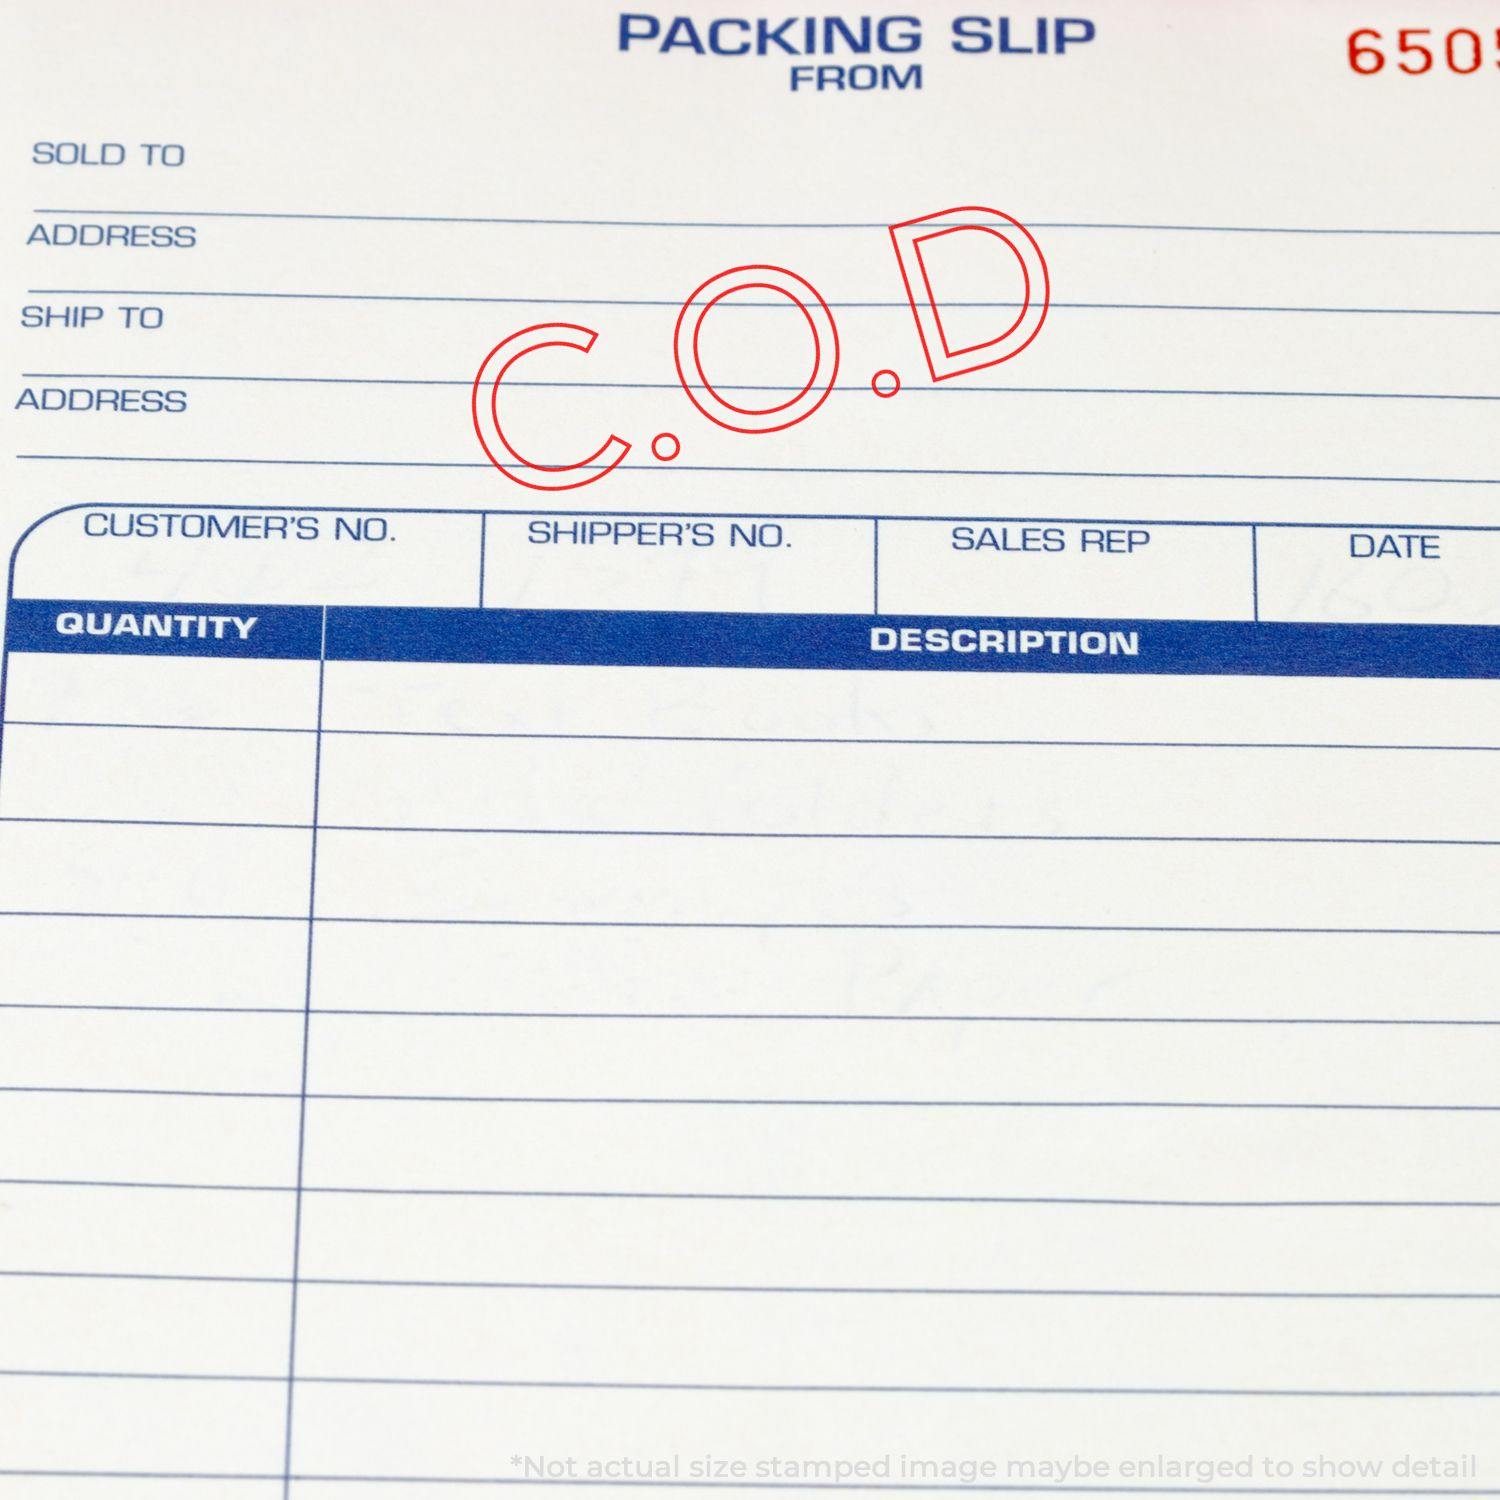 PACKING SLIP
FROM
650
SOLD TO
ADDRESS
SHIP TO
ADDRESS
C.O.D
CUSTOMER'S NO. SHIPPER'S NO. SALES REP DATE
QUANTITY DESCRIPTION
*Not actual size stamped image maybe enlarged to show detail